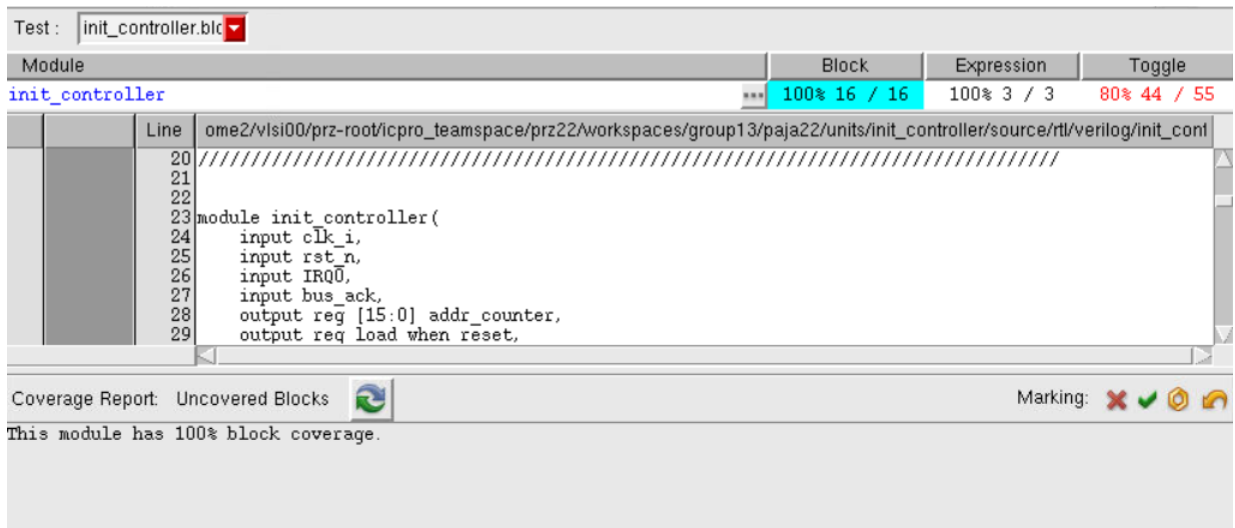 Test : init_controller.blc
Module Block Expression Toggle
init_controller ... 100% 16 / 16 100% 3 / 3 80% 44 / 55
Line ome2/vlsi00/prz-root/icpro_teamspace/prz22/workspaces/group13/paja22/units/init_controller/source/rtl/verilog/init_cont
20 //////////////////////////////////////////////////////////////////////////////////
21
22
23 module init_controller(
24 input clk_i,
25 input rst_n,
26 input IRQ0,
27 input bus_ack,
28 output reg [15:0] addr_counter,
29 output reg load_when_reset,
Coverage Report: Uncovered Blocks Marking:
This module has 100% block coverage.